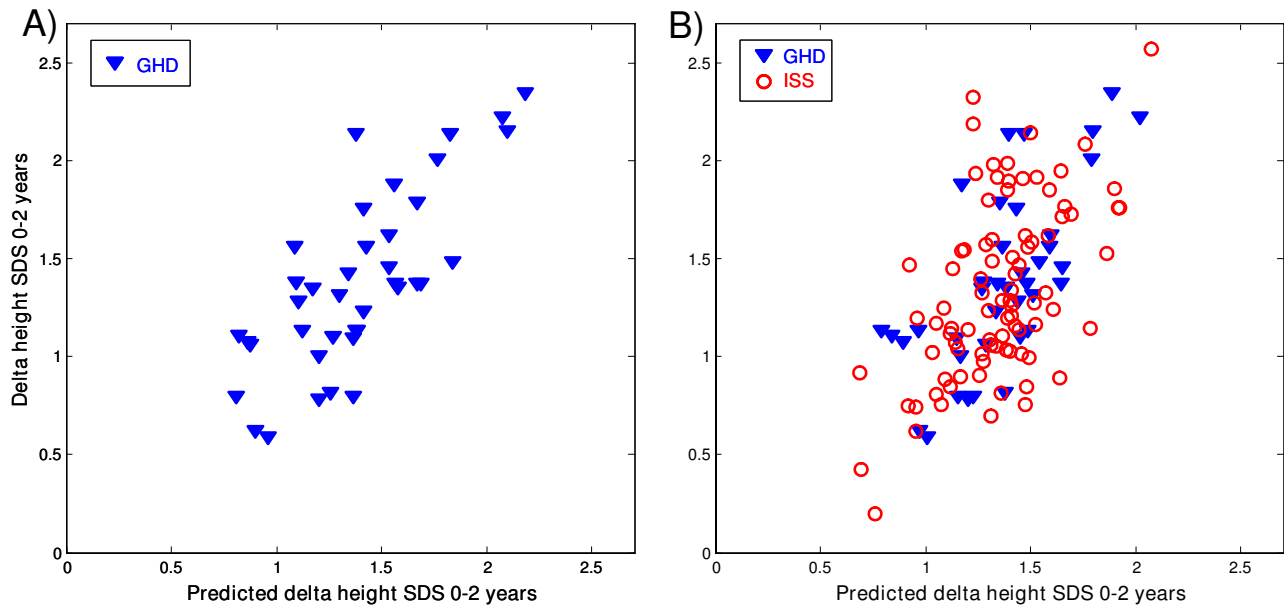 A)
GHD
Delta height SDS 0-2 years
2.5
2
1.5
1
0.5
0
0 0.5 1 1.5 2 2.5
Predicted delta height SDS 0-2 years
B)
GHD
ISS
2.5
2
1.5
1
0.5
0
0 0.5 1 1.5 2 2.5
Predicted delta height SDS 0-2 years